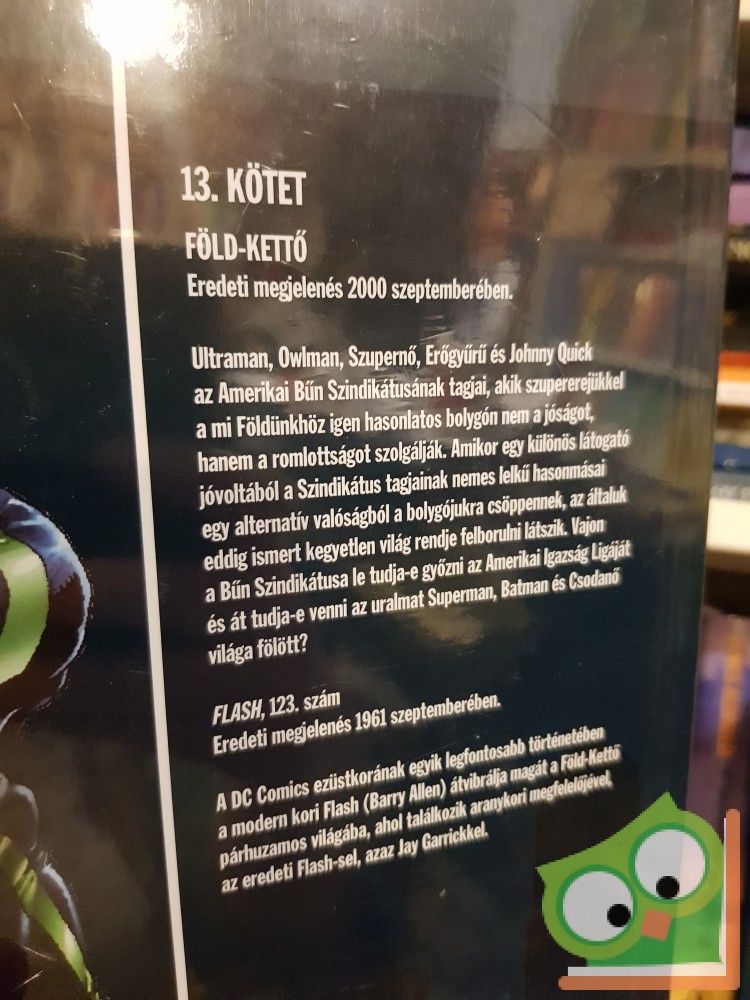 13. KÖTET
FÖLD-KETTŐ
Eredeti megjelenés 2000 szeptemberében.
Ultraman, Owlman, Szupernő, Erőgyűrű és Johnny Quick
az Amerikai Bűn Szindikátusának tagjai, akik szupererejükkel
a mi Földünkhöz igen hasonlatos bolygón nem a jóságot,
hanem a romlottságot szolgálják. Amikor egy különös látogató
jóvoltából a Szindikátus tagjainak nemes lelkű hasonmásai
egy alternatív valóságból a bolygójukra csöppennek, az általuk
eddig ismert kegyetlen világ rendje felborulni látszik. Vajon
a Bűn Szindikátusa le tudja-e győzni az Amerikai Igazság Ligáját
és át tudja-e venni az uralmat Superman, Batman és Csodanő
világa fölött?
FLASH, 123. szám
Eredeti megjelenés 1961 szeptemberében.
A DC Comics ezüstkorának egyik legfontosabb történetében
a modern kori Flash (Barry Allen) átvibrálja magát a Föld-Kettő
párhuzamos világába, ahol találkozik aranykori megfelelőjével,
az eredeti Flash-sel, azaz Jay Garrickkel.